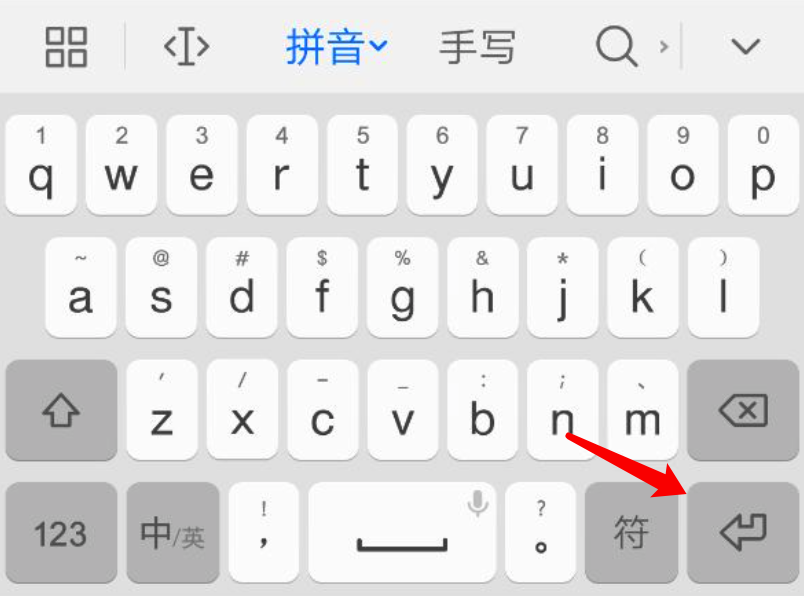 拼音 手写
1 2 3 4 5 6 7 8 9 0
q w e r t y u i o p
~ @ # $ % & * ( )
a s d f g h j k l
' / - _ : ; 、
z x c v b n m
! ?
123 中/英 , 。 符